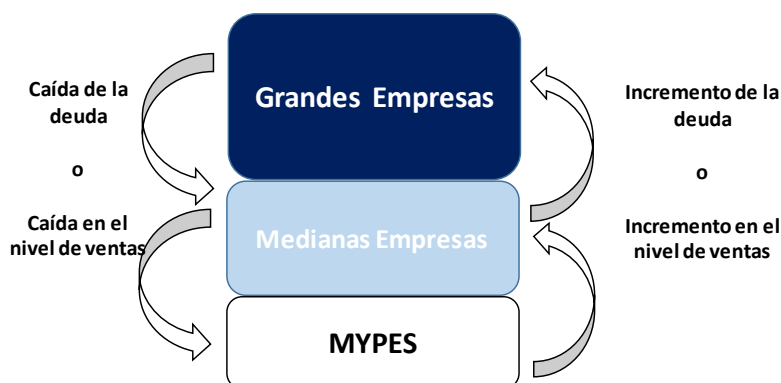 Grandes Empresas
Medianas Empresas
MYPES
Caída de la
deuda
o
Caída en el
nivel de ventas
Incremento de la
deuda
o
Incremento en el
nivel de ventas